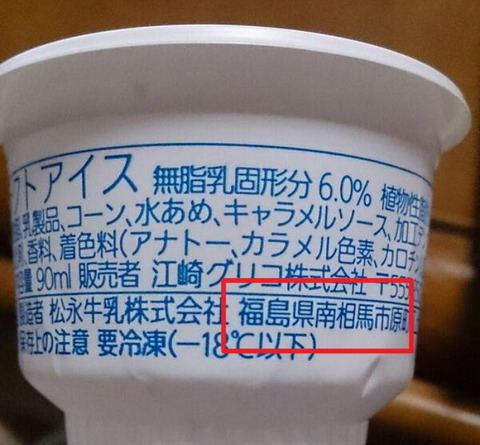 フトアイス 無脂乳固形分 6.0% 植物性脂
乳製品、コーン、水あめ、キャラメルソース、加工デ
香料、着色料(アナトー、カラメル色素、カロチ
量 90ml 販売者 江崎グリコ株式会社 〒555
製造者 松永牛乳株式会社 福島県南相馬市原町
保存上の注意 要冷凍(−18℃以下)